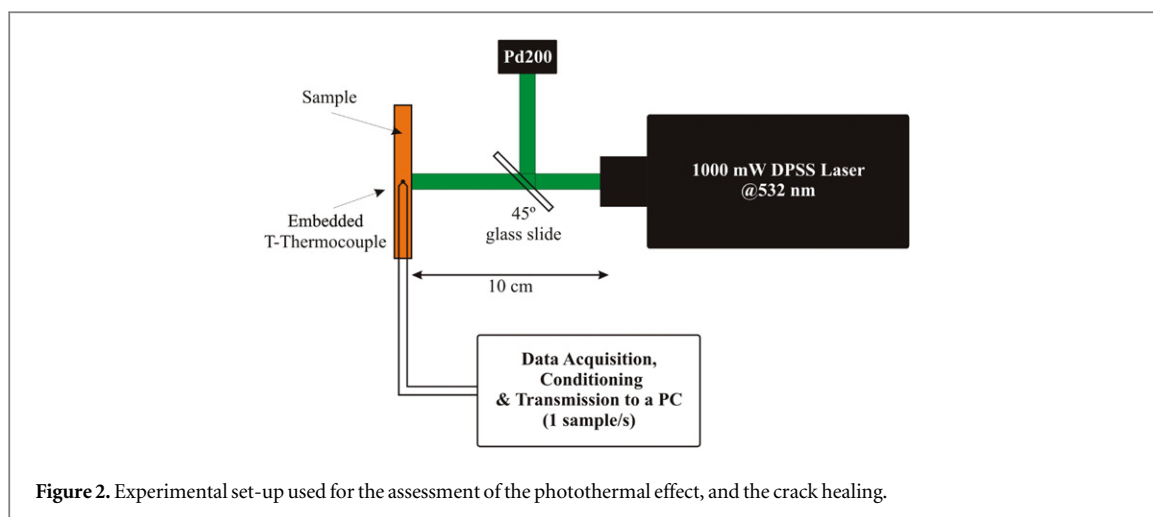 Pd200
Sample
1000 mW DPSS Laser
@532 nm
Embedded
T-Thermocouple
45º
glass slide
10 cm
Data Acquisition,
Conditioning
& Transmission to a PC
(1 sample/s)
Figure 2. Experimental set-up used for the assessment of the photothermal effect, and the crack healing.